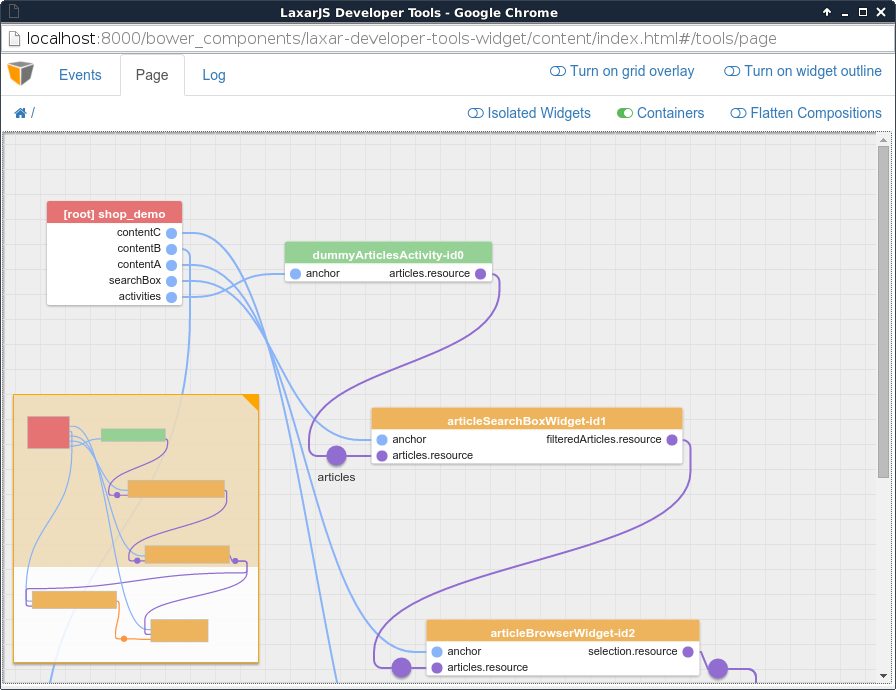 LaxarJS Developer Tools - Google Chrome
localhost:8000/bower_components/laxar-developer-tools-widget/content/index.html#/tools/page
Events Page Log Turn on grid overlay Turn on widget outline
/ Isolated Widgets Containers Flatten Compositions
[root] shop_demo
contentC
contentB
contentA
searchBox
activities
dummyArticlesActivity-id0
anchor articles.resource
articleSearchBoxWidget-id1
anchor filteredArticles.resource
articles.resource
articles
articleBrowserWidget-id2
anchor selection.resource
articles.resource